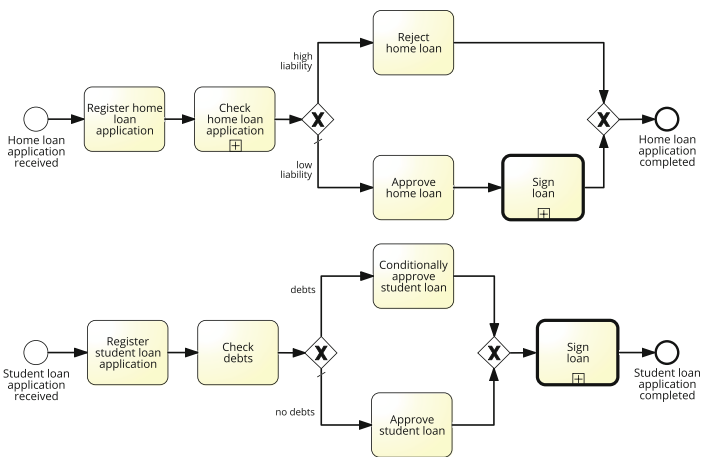 Reject
home loan
high
liability
Register home
loan
application
Check
home loan
application
X
X
Home loan
application
received
Home loan
application
completed
low
liability
Approve
home loan
Sign
loan
Conditionally
approve
student loan
debts
Register
student loan
application
Check
debts
X
X
Sign
loan
Student loan
application
received
Student loan
application
completed
no debts
Approve
student loan